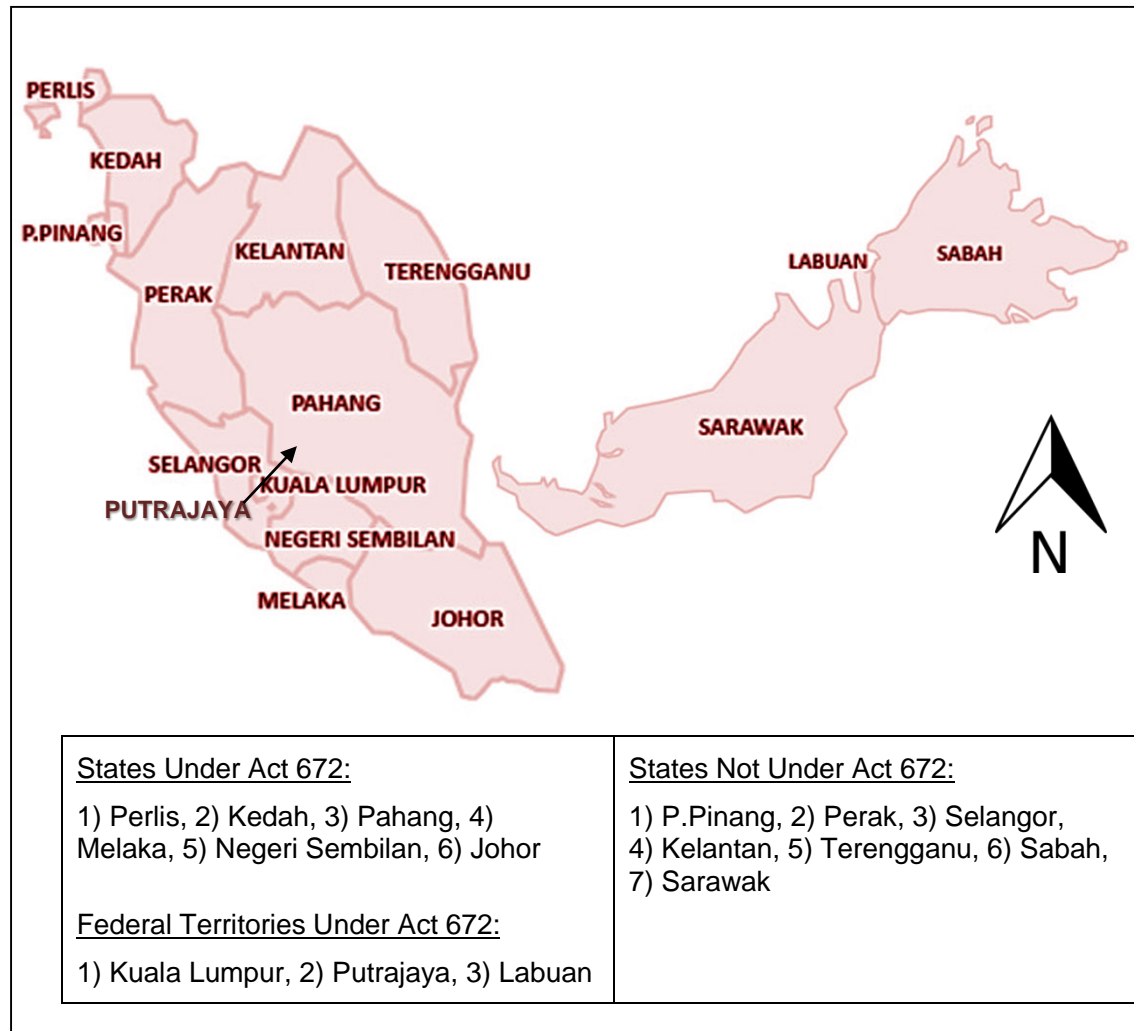 PERLIS
KEDAH
P.PINANG
KELANTAN
TERENGGANU
PERAK
LABUAN
SABAH
PAHANG
SARAWAK
SELANGOR
KUALA LUMPUR
PUTRAJAYA
NEGERI SEMBILAN
MELAKA
JOHOR
N
States Under Act 672:
1) Perlis, 2) Kedah, 3) Pahang, 4)
Melaka, 5) Negeri Sembilan, 6) Johor
Federal Territories Under Act 672:
1) Kuala Lumpur, 2) Putrajaya, 3) Labuan
States Not Under Act 672:
1) P.Pinang, 2) Perak, 3) Selangor,
4) Kelantan, 5) Terengganu, 6) Sabah,
7) Sarawak